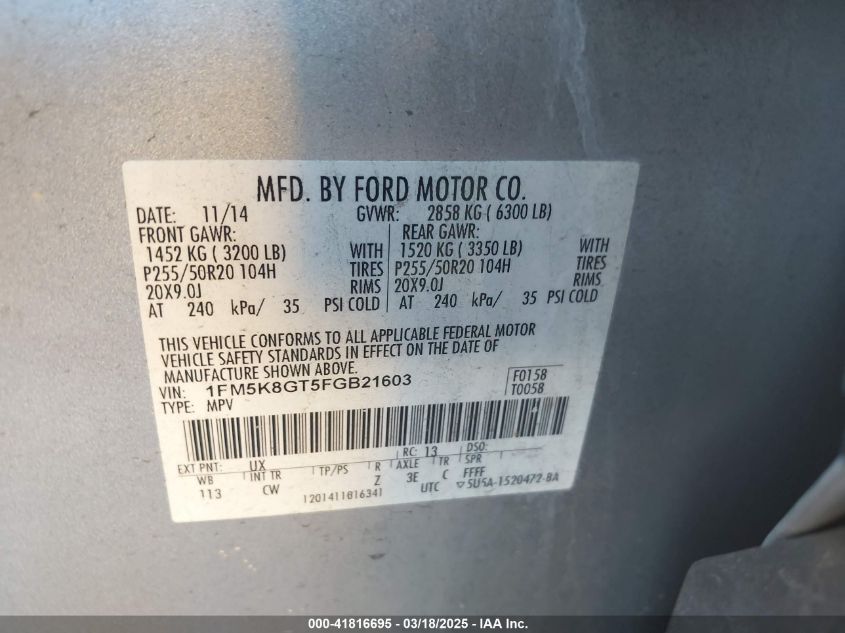 MFD. BY FORD MOTOR CO.
DATE: 11/14 GVWR: 2858 KG ( 6300 LB)
FRONT GAWR: REAR GAWR:
1452 KG ( 3200 LB) WITH 1520 KG ( 3350 LB) WITH
P255/50R20 104H TIRES P255/50R20 104H TIRES
20X9.0J RIMS 20X9.0J RIMS
AT 240 kPa/ 35 PSI COLD AT 240 kPa/ 35 PSI COLD
THIS VEHICLE CONFORMS TO ALL APPLICABLE FEDERAL MOTOR
VEHICLE SAFETY STANDARDS IN EFFECT ON THE DATE OF
MANUFACTURE SHOWN ABOVE.
VIN: 1FM5K8GT5FGB21603 F0158
TYPE: MPV T0058
EXT PNT: UX RC: 13 DSO:
WB INT TR TP/PS R AXLE TR SPR
113 CW Z 3E C FFFF
1201411816341 UTC ▽5U5A-1520472-BA
000-41816695 - 03/18/2025 - IAA Inc.